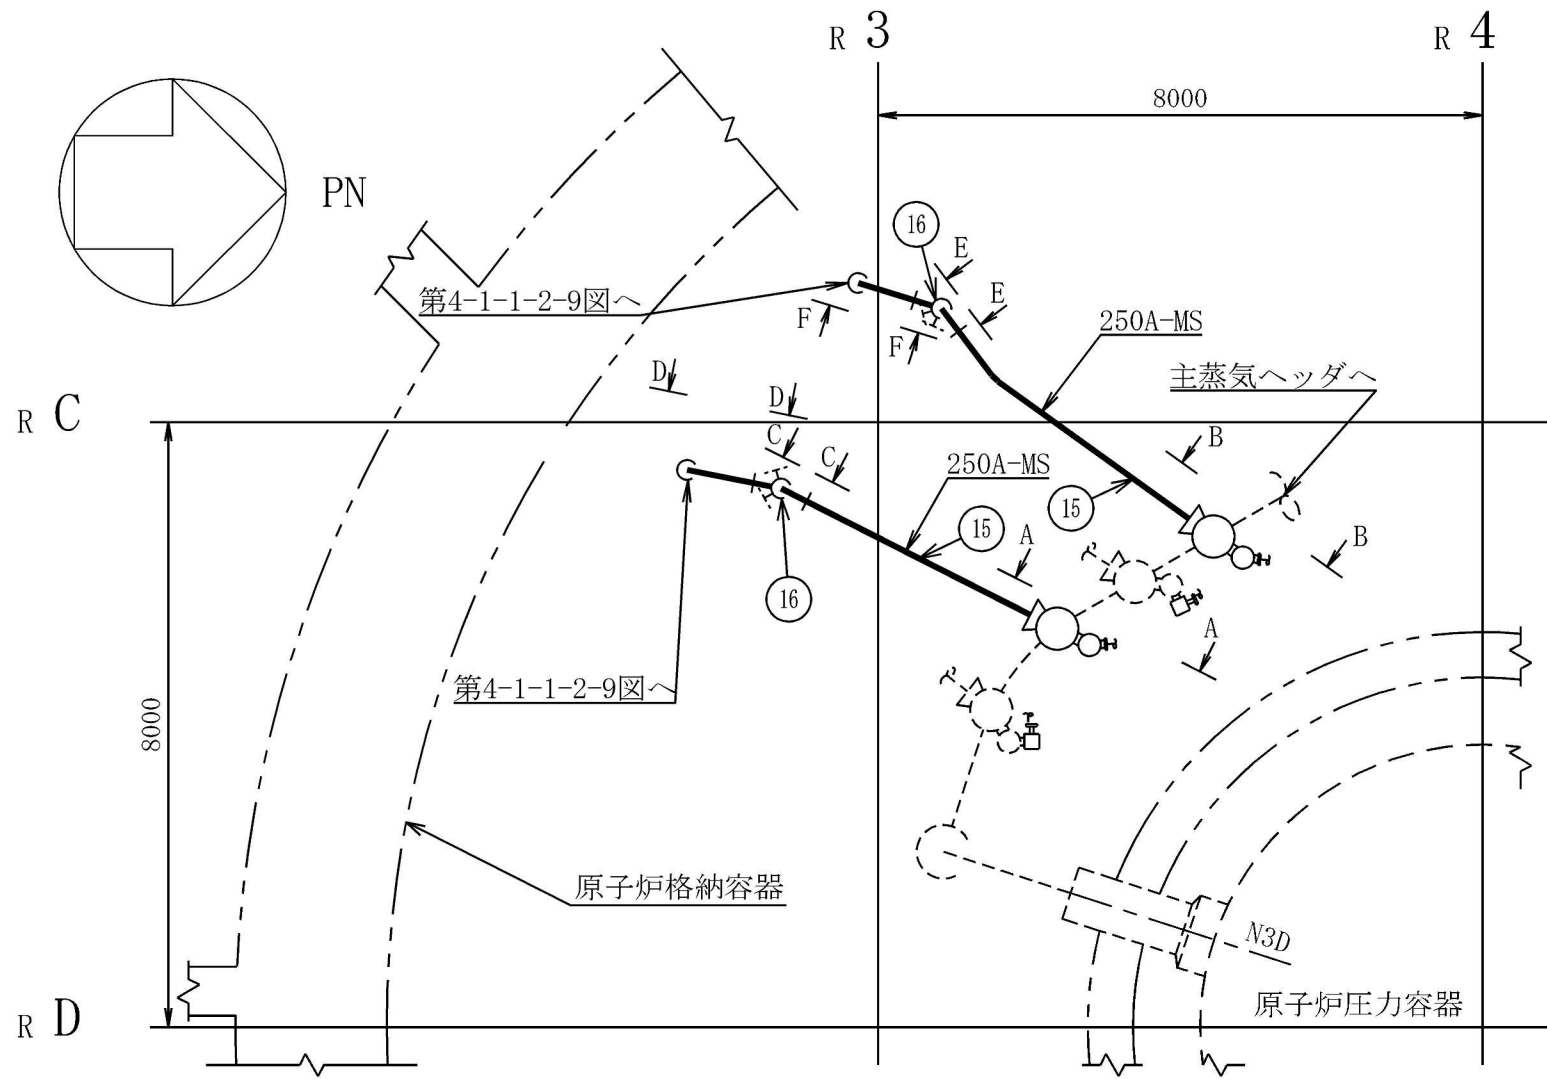 R 3
R 4
8000
PN
16
E
E
第4-1-1-2-9図へ
F
F
250A-MS
主蒸気ヘッダへ
D
D
R C
C
C
B
250A-MS
15
15
A
B
16
A
第4-1-1-2-9図へ
8000
原子炉格納容器
N3D
原子炉圧力容器
R D